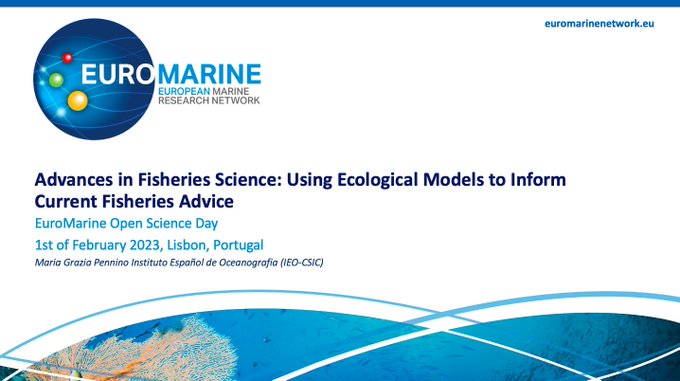 euromarinenetwork.eu
EUROMARINE
EUROPEAN MARINE
RESEARCH NETWORK
Advances in Fisheries Science: Using Ecological Models to Inform
Current Fisheries Advice
EuroMarine Open Science Day
1st of February 2023, Lisbon, Portugal
Maria Grazia Pennino Instituto Español de Oceanografía (IEO-CSIC)